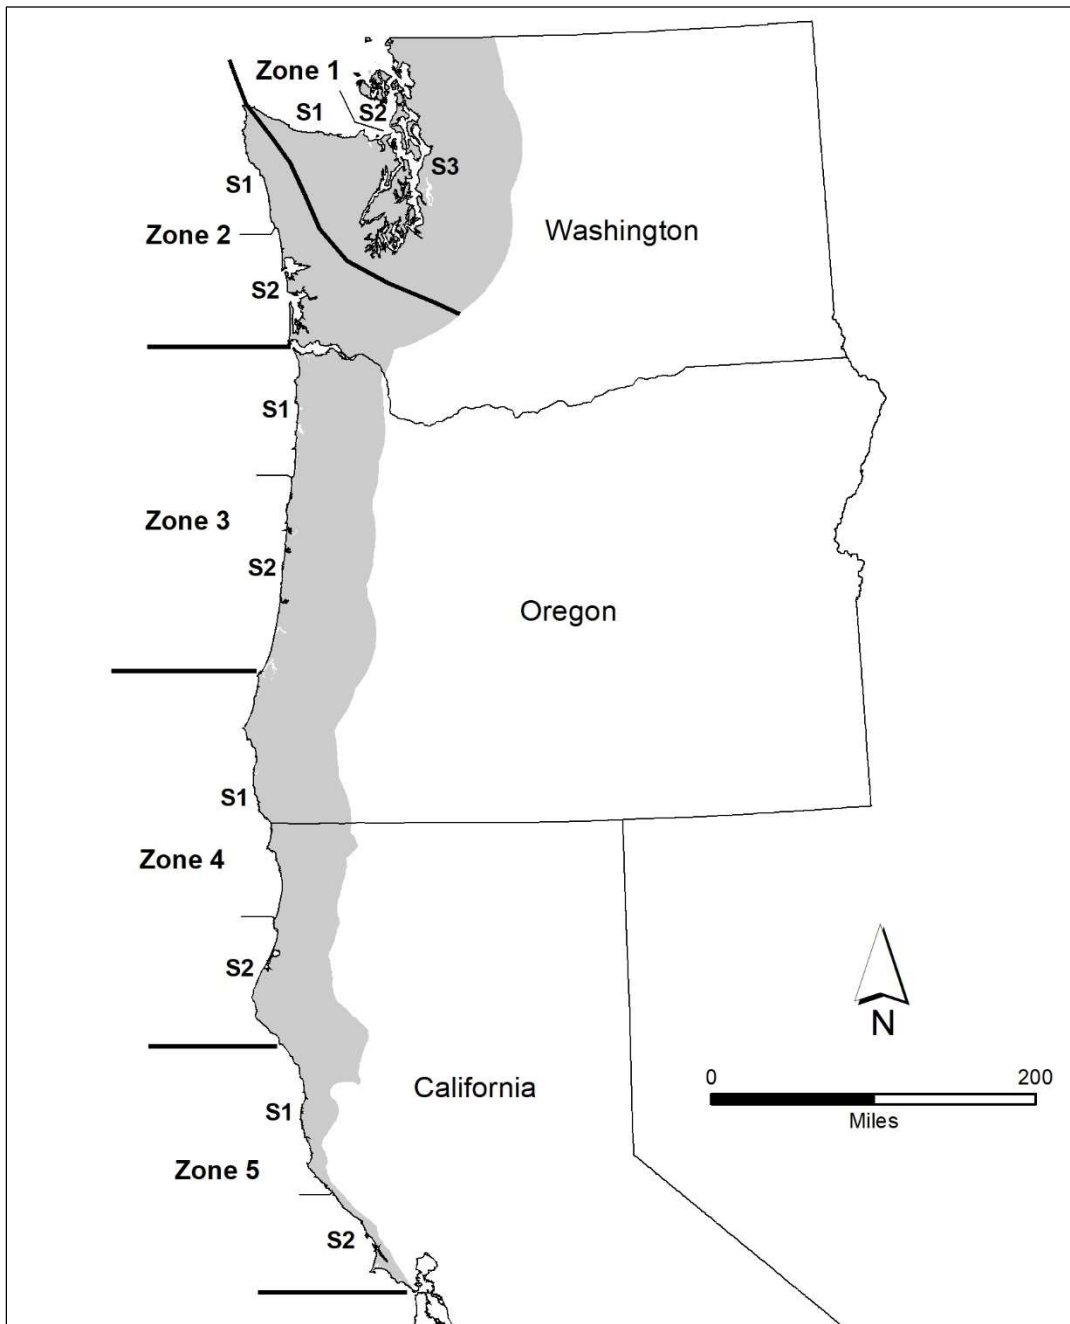 Zone 1
S1
S2
S3
S1
Zone 2
Washington
S2
S1
Zone 3
S2
Oregon
S1
Zone 4
S2
N
California
0
200
Miles
S1
Zone 5
S2